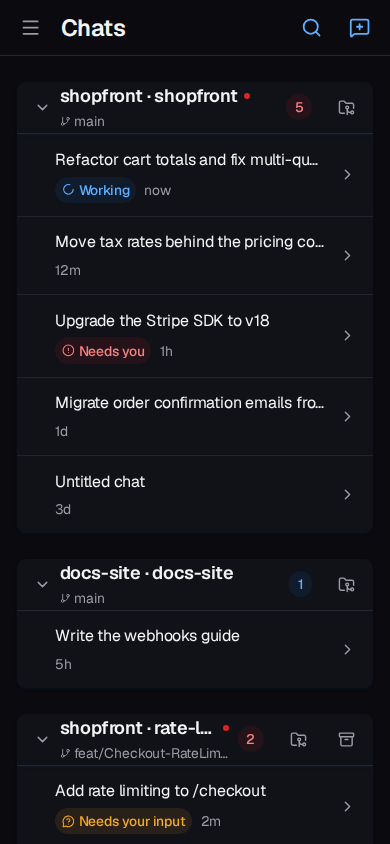 Chats
shopfront · shopfront
5
main
Refactor cart totals and fix multi-qu...
Working now
Move tax rates behind the pricing co...
12m
Upgrade the Stripe SDK to v18
Needs you 1h
Migrate order confirmation emails fro...
1d
Untitled chat
3d
docs-site · docs-site
1
main
Write the webhooks guide
5h
shopfront · rate-l...
2
feat/Checkout-RateLim...
Add rate limiting to /checkout
Needs your input 2m